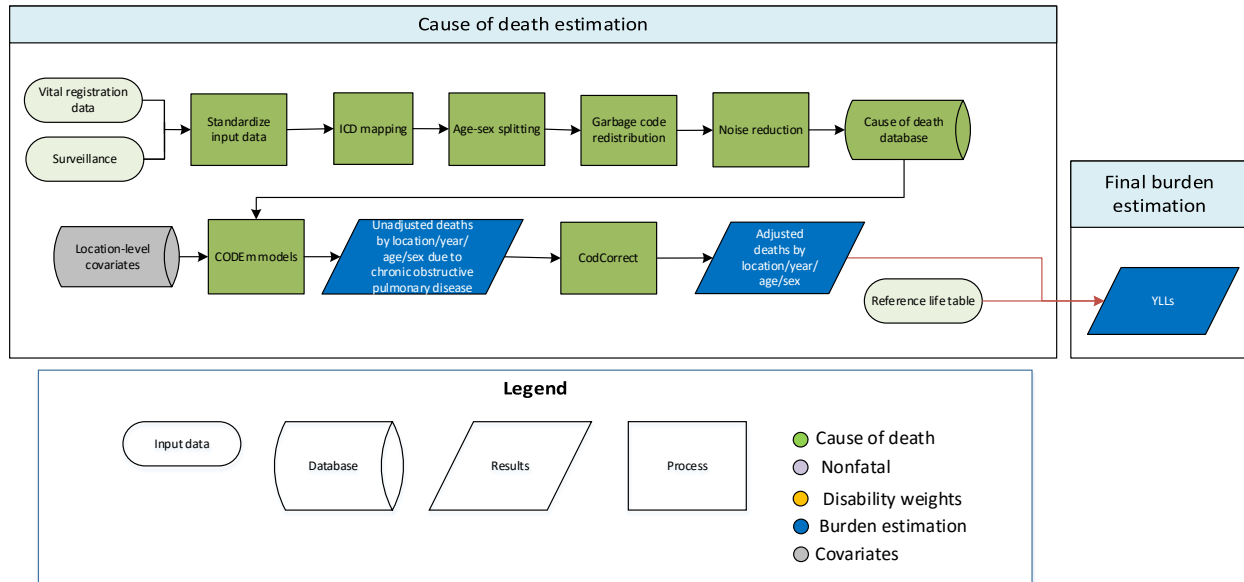 Cause of death estimation
Vital registration
data
Surveillance
Standardize
input data
ICD mapping
Age-sex splitting
Garbage code
redistribution
Noise reduction
Cause of death
database
Location-level
covariates
CODEm models
Unadjusted deaths
by location/year/
age/sex due to
chronic obstructive
pulmonary disease
CodCorrect
Adjusted
deaths by
location/year/
age/sex
Reference life table
Final burden
estimation
YLLs
Legend
Input data
Database
Results
Process
Cause of death
Nonfatal
Disability weights
Burden estimation
Covariates